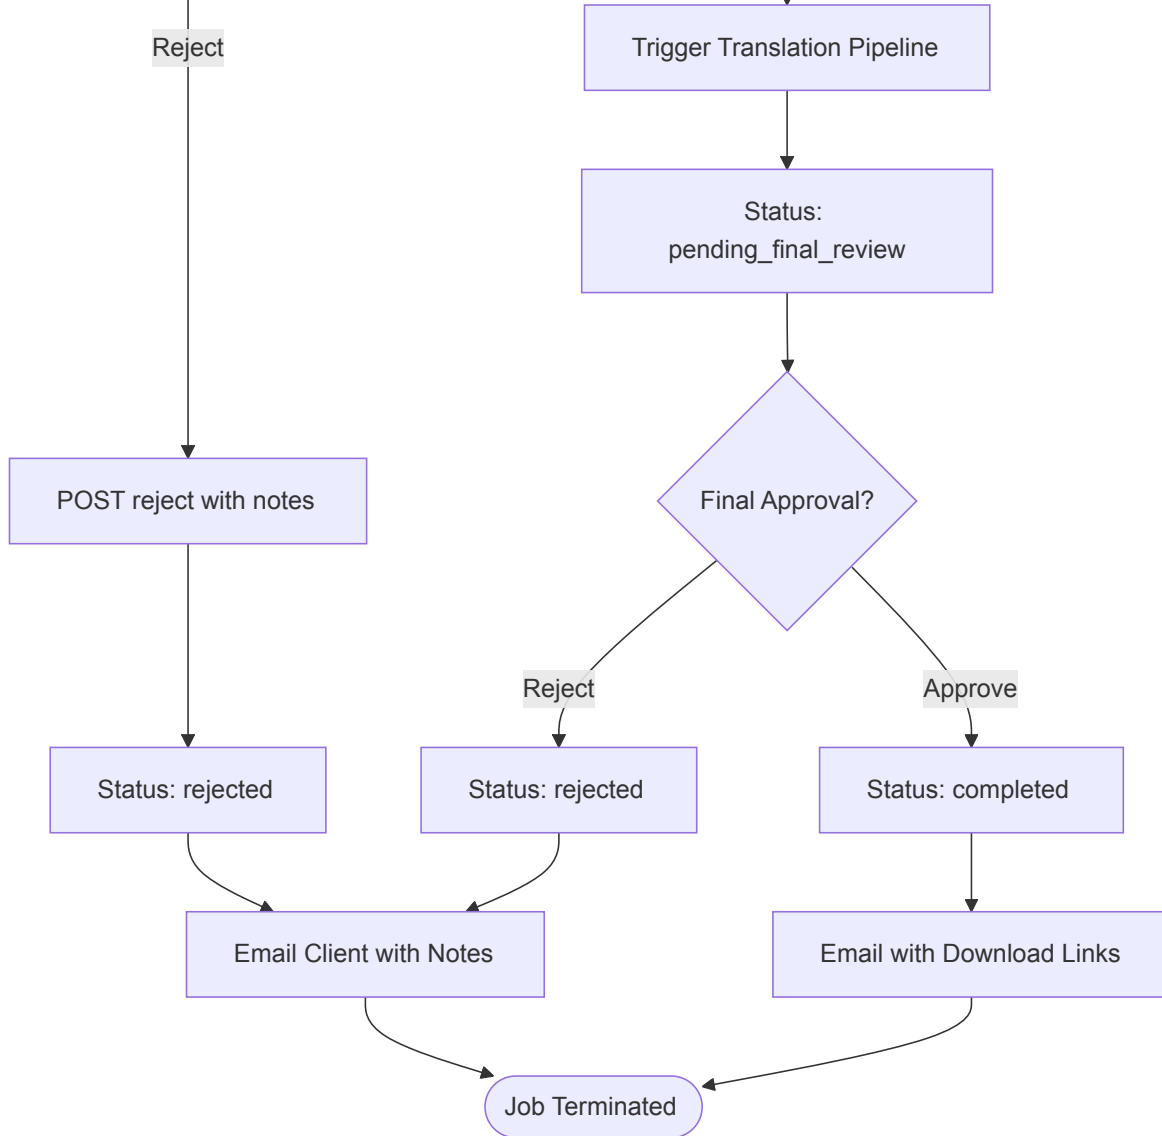 Reject
Trigger Translation Pipeline
Status:
pending_final_review
POST reject with notes
Final Approval?
Reject
Approve
Status: rejected
Status: rejected
Status: completed
Email Client with Notes
Email with Download Links
Job Terminated